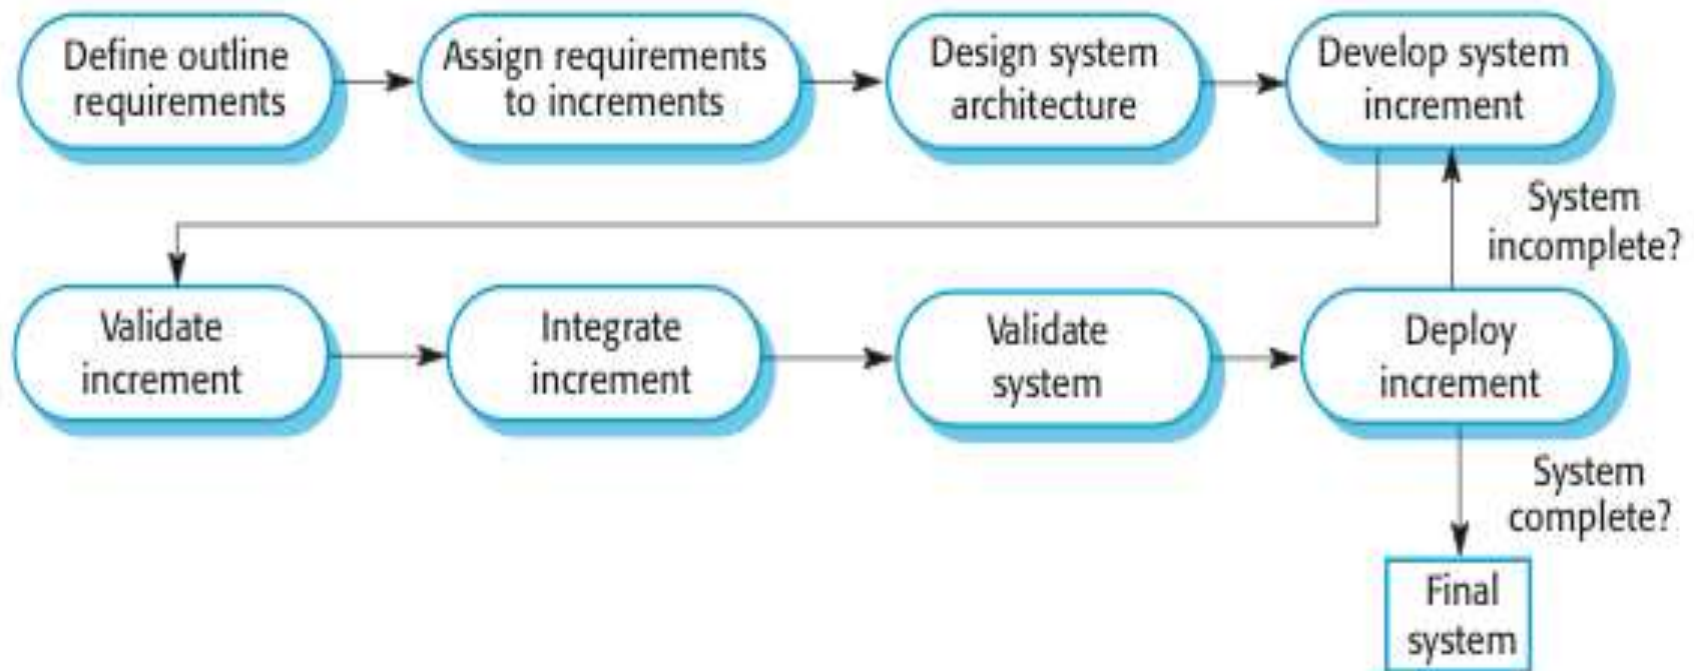 Define outline
requirements
Assign requirements
to increments
Design system
architecture
Develop system
increment
System
incomplete?
Validate
increment
Integrate
increment
Validate
system
Deploy
increment
System
complete?
Final
system